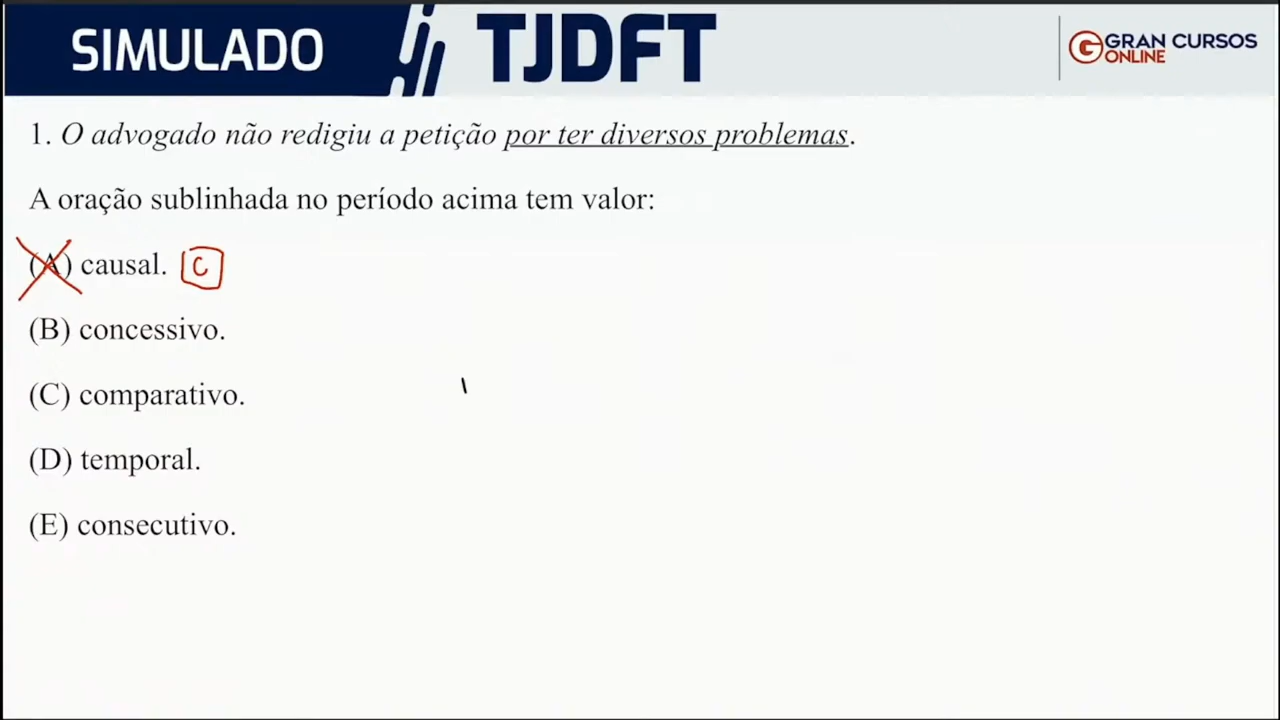 SIMULADO
TJDFT
GRAN CURSOS
ONLINE
1. O advogado não redigiu a petição por ter diversos problemas.
A oração sublinhada no período acima tem valor:
(A) causal. C
(B) concessivo.
(C) comparativo.
(D) temporal.
(E) consecutivo.